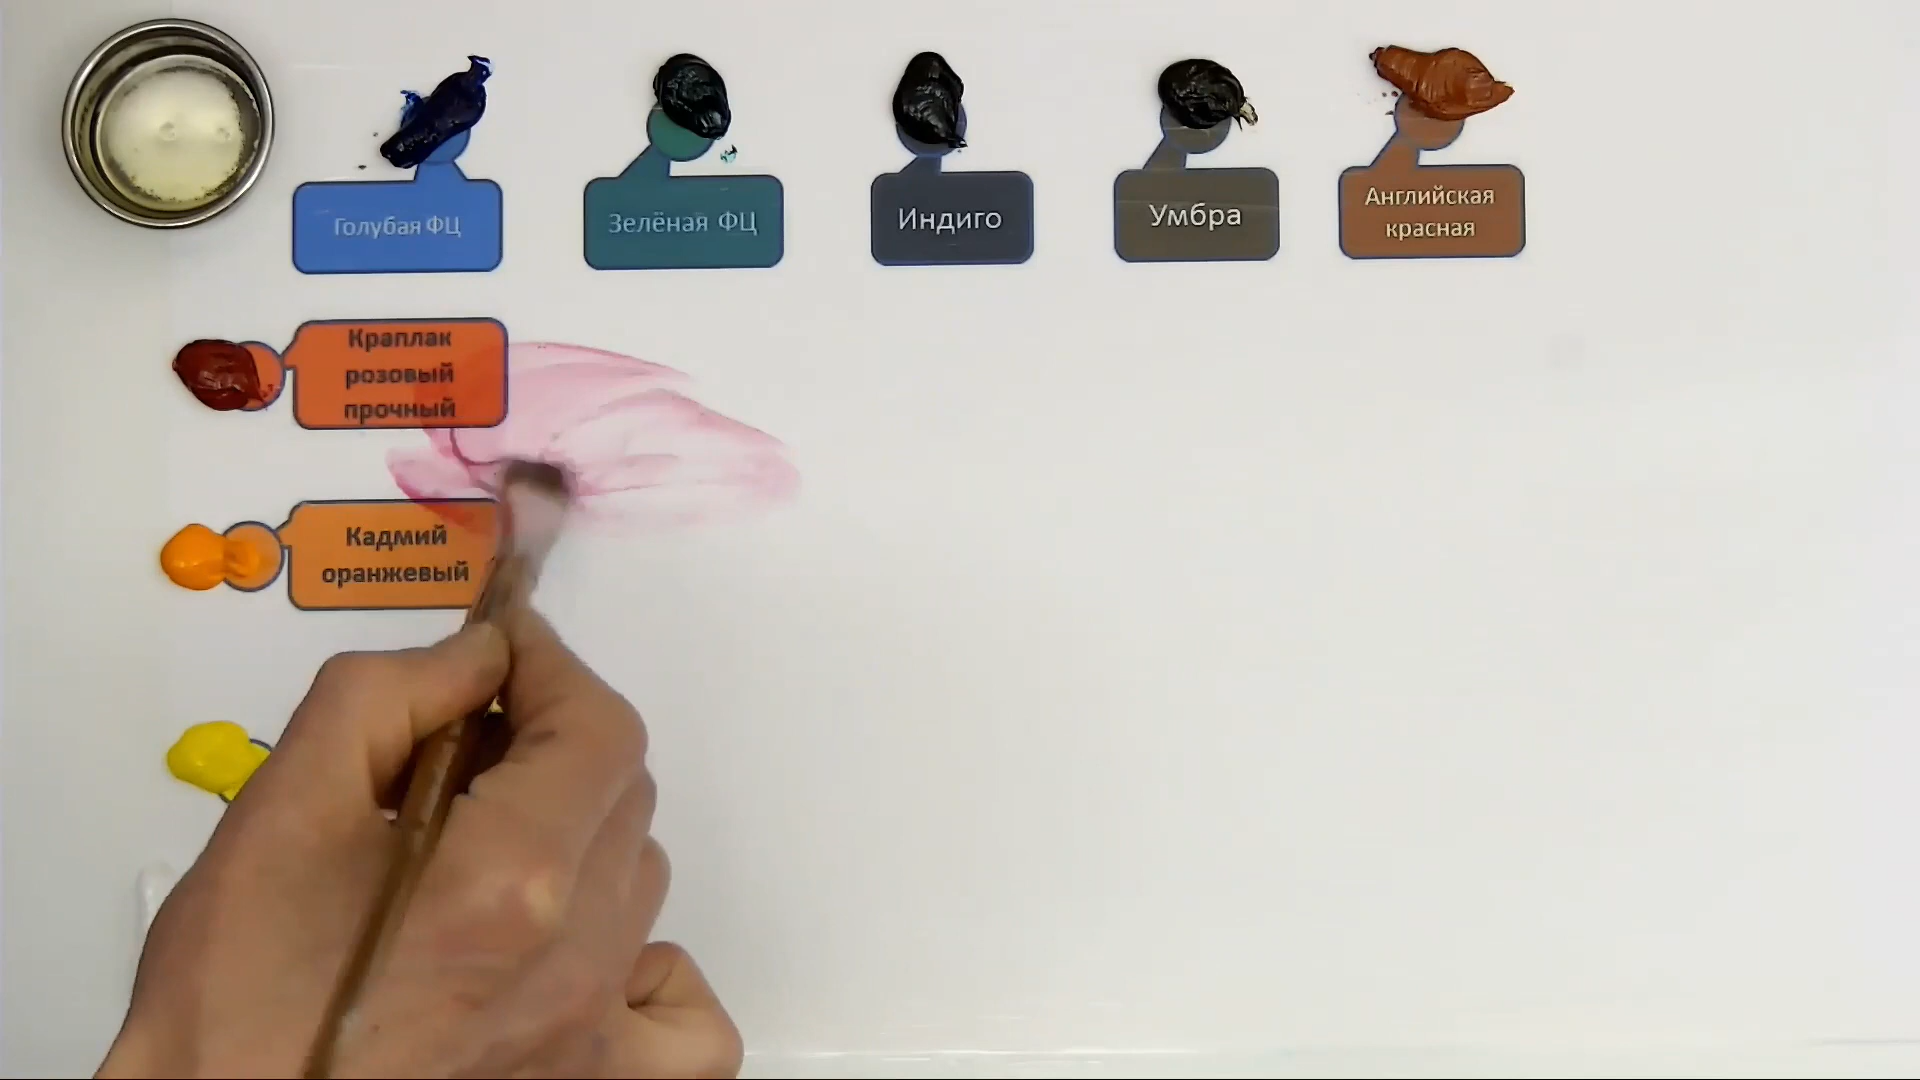 Голубая ФЦ
Зелёная ФЦ
Индиго
Умбра
Английская
красная
Краплак
розовый
прочный
Кадмий
оранжевый